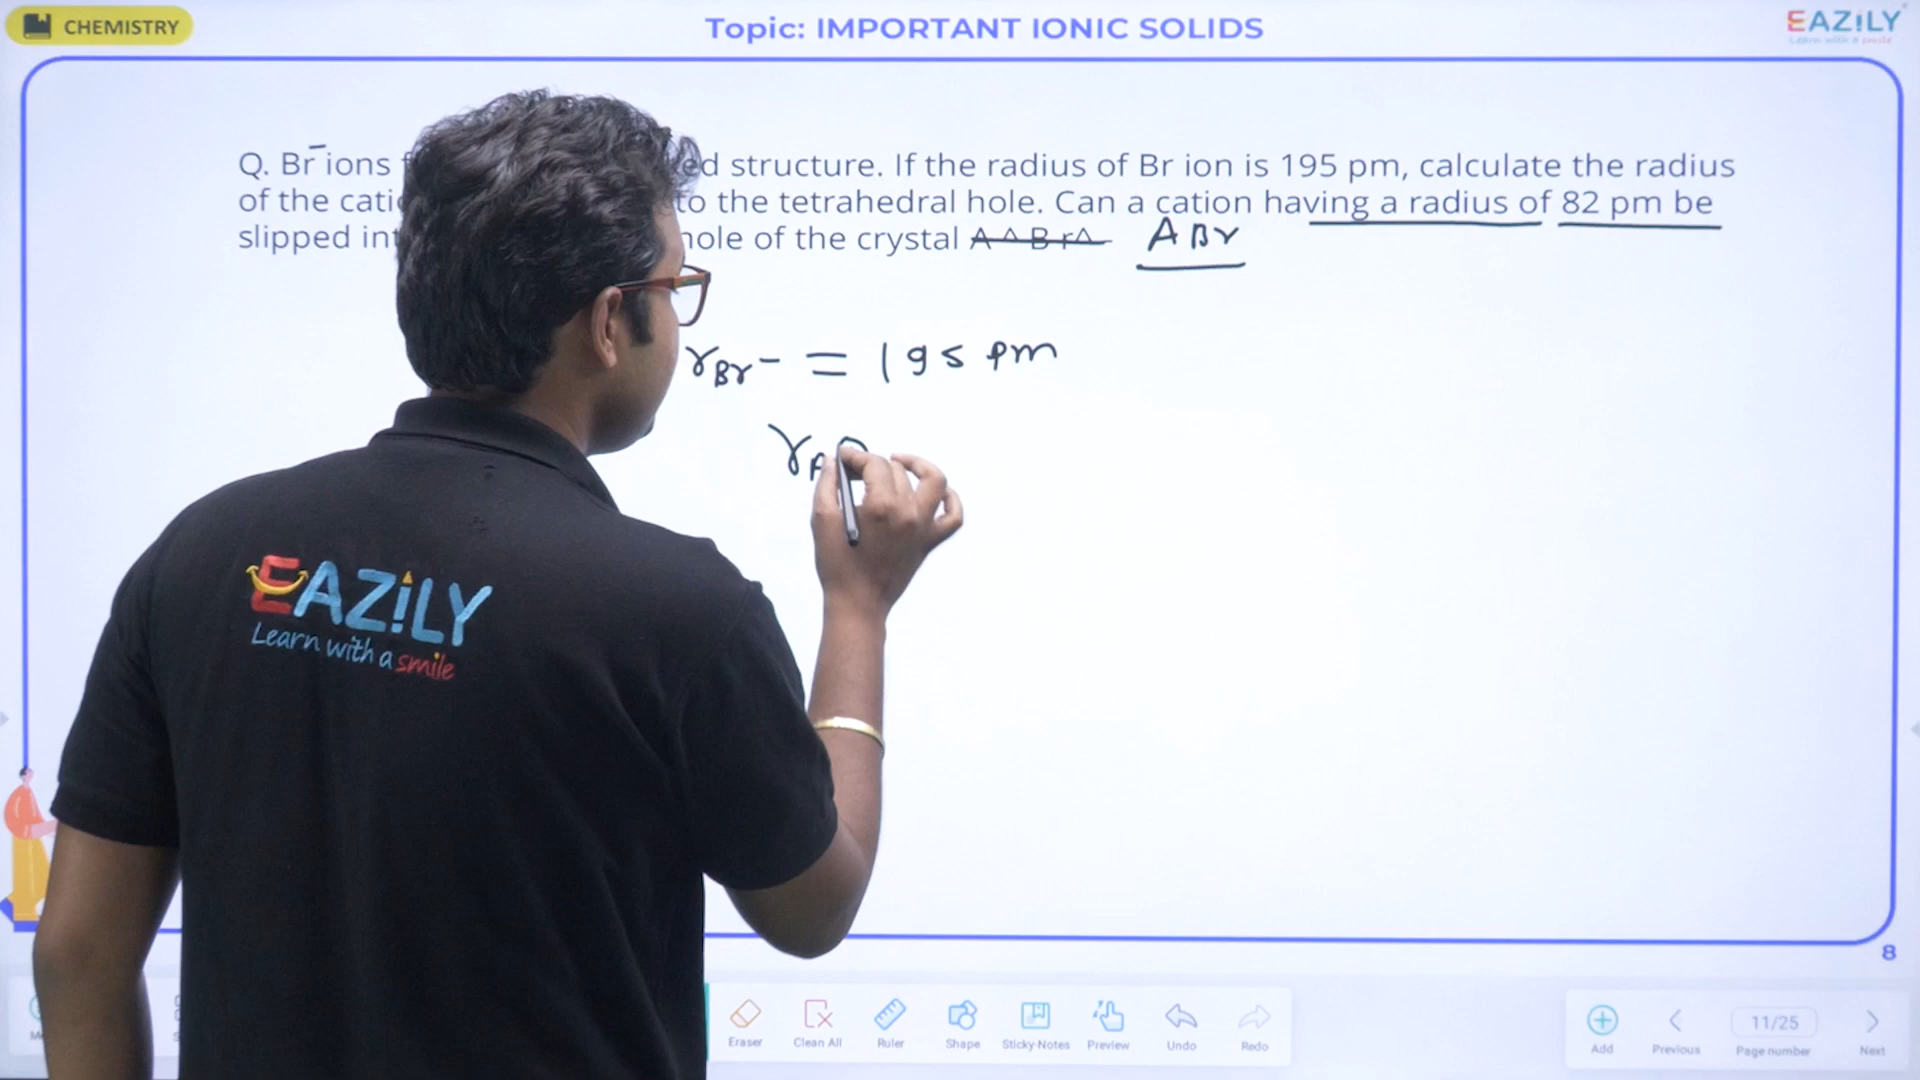 CHEMISTRY
Topic: IMPORTANT IONIC SOLIDS
EAZiLY
Learn with a smile
Q. Br⁻ ions structure. If the radius of Br ion is 195 pm, calculate the radius
of the to the tetrahedral hole. Can a cation having a radius of 82 pm be
slipped hole of the crystal A^B r^ ABr
rBr⁻ = 195 pm
EAZiLY
Learn with a smile
8
Eraser
Clean All
Ruler
Shape
Sticky Notes
Preview
Undo
Redo
Add
Previous
11/25
Page number
Next